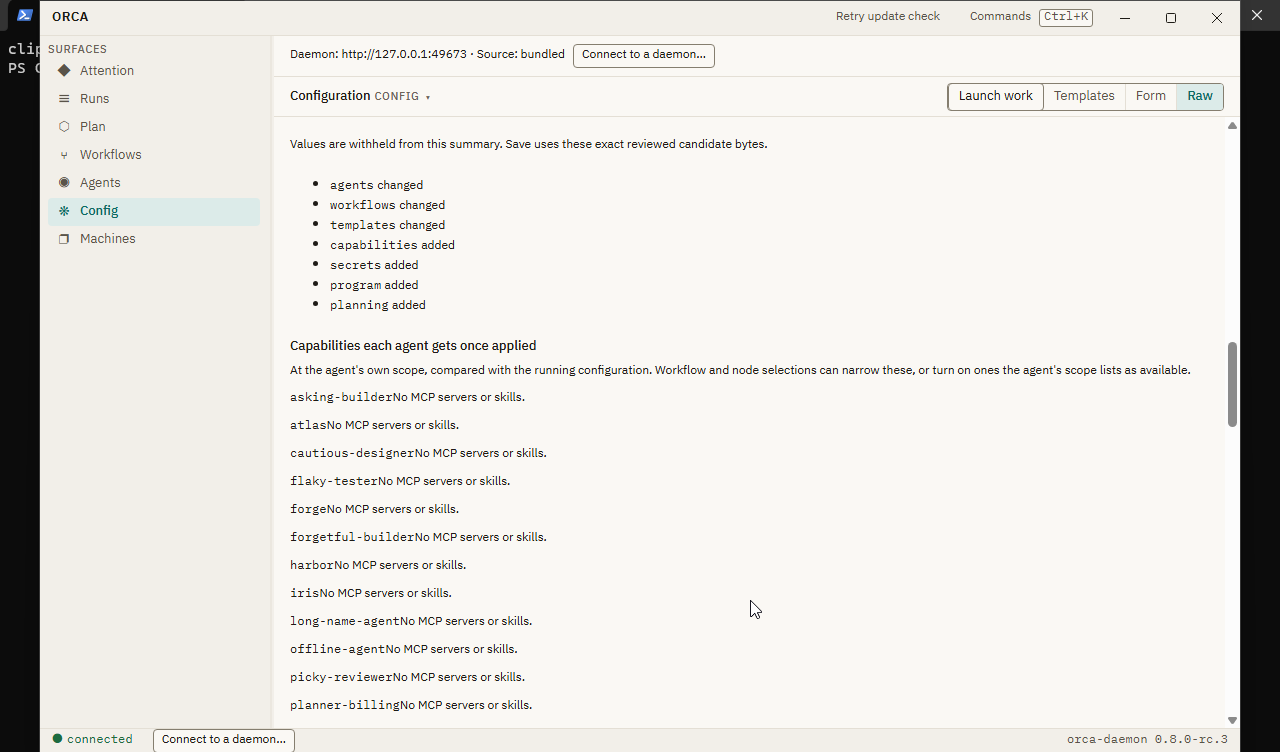 ORCA
Retry update check
Commands Ctrl+K
clip
PS C
SURFACES
Attention
Runs
Plan
Workflows
Agents
Config
Machines
Daemon: http://127.0.0.1:49673 · Source: bundled
Connect to a daemon...
Configuration CONFIG ▾
Launch work
Templates
Form
Raw
Values are withheld from this summary. Save uses these exact reviewed candidate bytes.
agents changed
workflows changed
templates changed
capabilities added
secrets added
program added
planning added
Capabilities each agent gets once applied
At the agent's own scope, compared with the running configuration. Workflow and node selections can narrow these, or turn on ones the agent's scope lists as available.
asking-builderNo MCP servers or skills.
atlasNo MCP servers or skills.
cautious-designerNo MCP servers or skills.
flaky-testerNo MCP servers or skills.
forgeNo MCP servers or skills.
forgetful-builderNo MCP servers or skills.
harborNo MCP servers or skills.
irisNo MCP servers or skills.
long-name-agentNo MCP servers or skills.
offline-agentNo MCP servers or skills.
picky-reviewerNo MCP servers or skills.
planner-billingNo MCP servers or skills.
connected
Connect to a daemon...
orca-daemon 0.8.0-rc.3